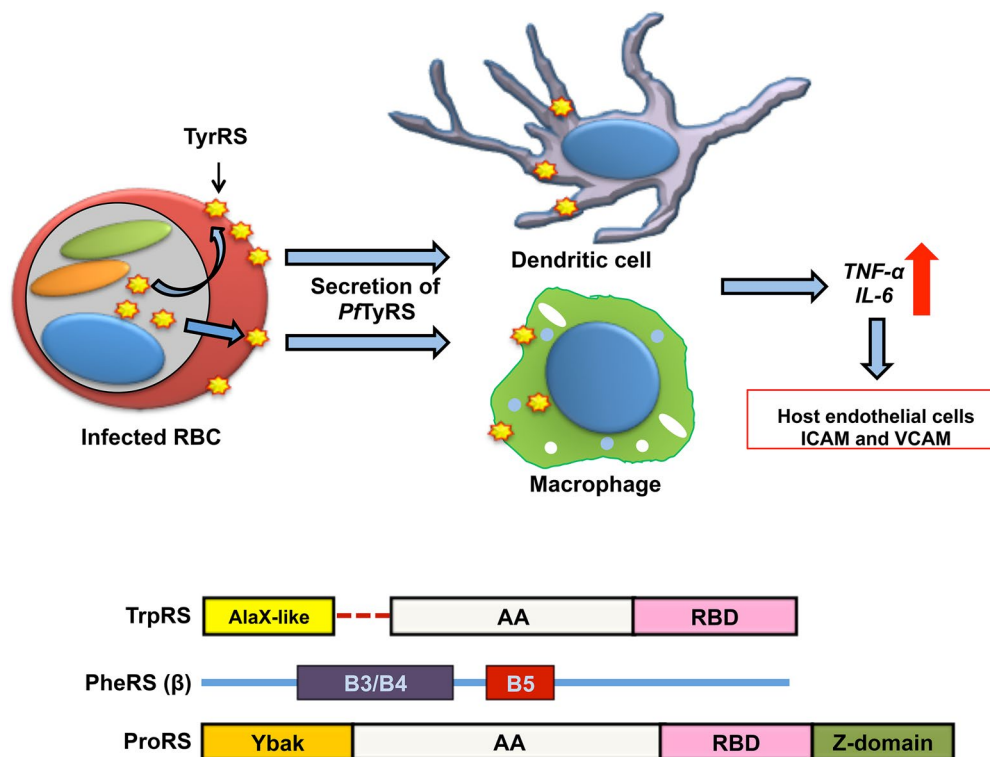 TyrRS
Infected RBC
Secretion of
PfTyRS
Dendritic cell
Macrophage
TNF-α
IL-6
Host endothelial cells
ICAM and VCAM
TrpRS AlaX-like AA RBD
PheRS (β) B3/B4 B5
ProRS Ybak AA RBD Z-domain